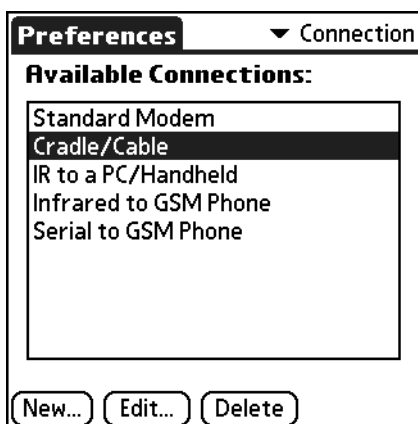 Preferences Connection
Available Connections:
Standard Modem
Cradle/Cable
IR to a PC/Handheld
Infrared to GSM Phone
Serial to GSM Phone
New... Edit... Delete